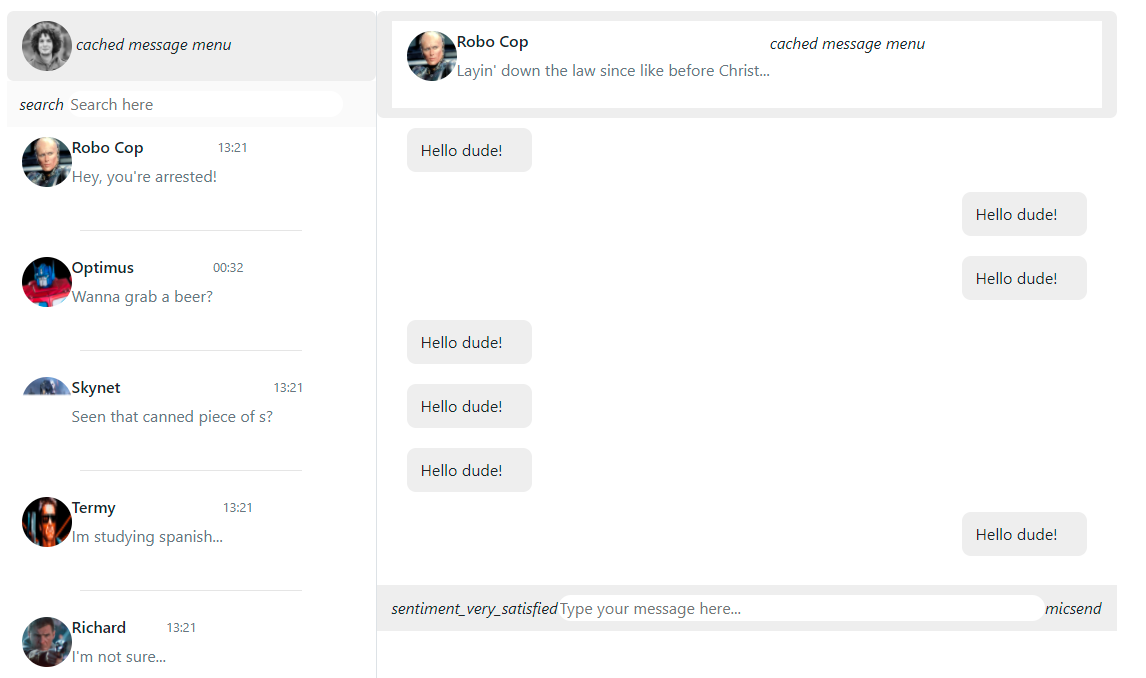 cached message menu
search Search here
Robo Cop 13:21
Hey, you're arrested!
Optimus 00:32
Wanna grab a beer?
Skynet 13:21
Seen that canned piece of s?
Termy 13:21
Im studying spanish...
Richard 13:21
I'm not sure...
Robo Cop cached message menu
Layin' down the law since like before Christ...
Hello dude!
Hello dude!
Hello dude!
Hello dude!
Hello dude!
Hello dude!
Hello dude!
sentiment_very_satisfied Type your message here... micsend